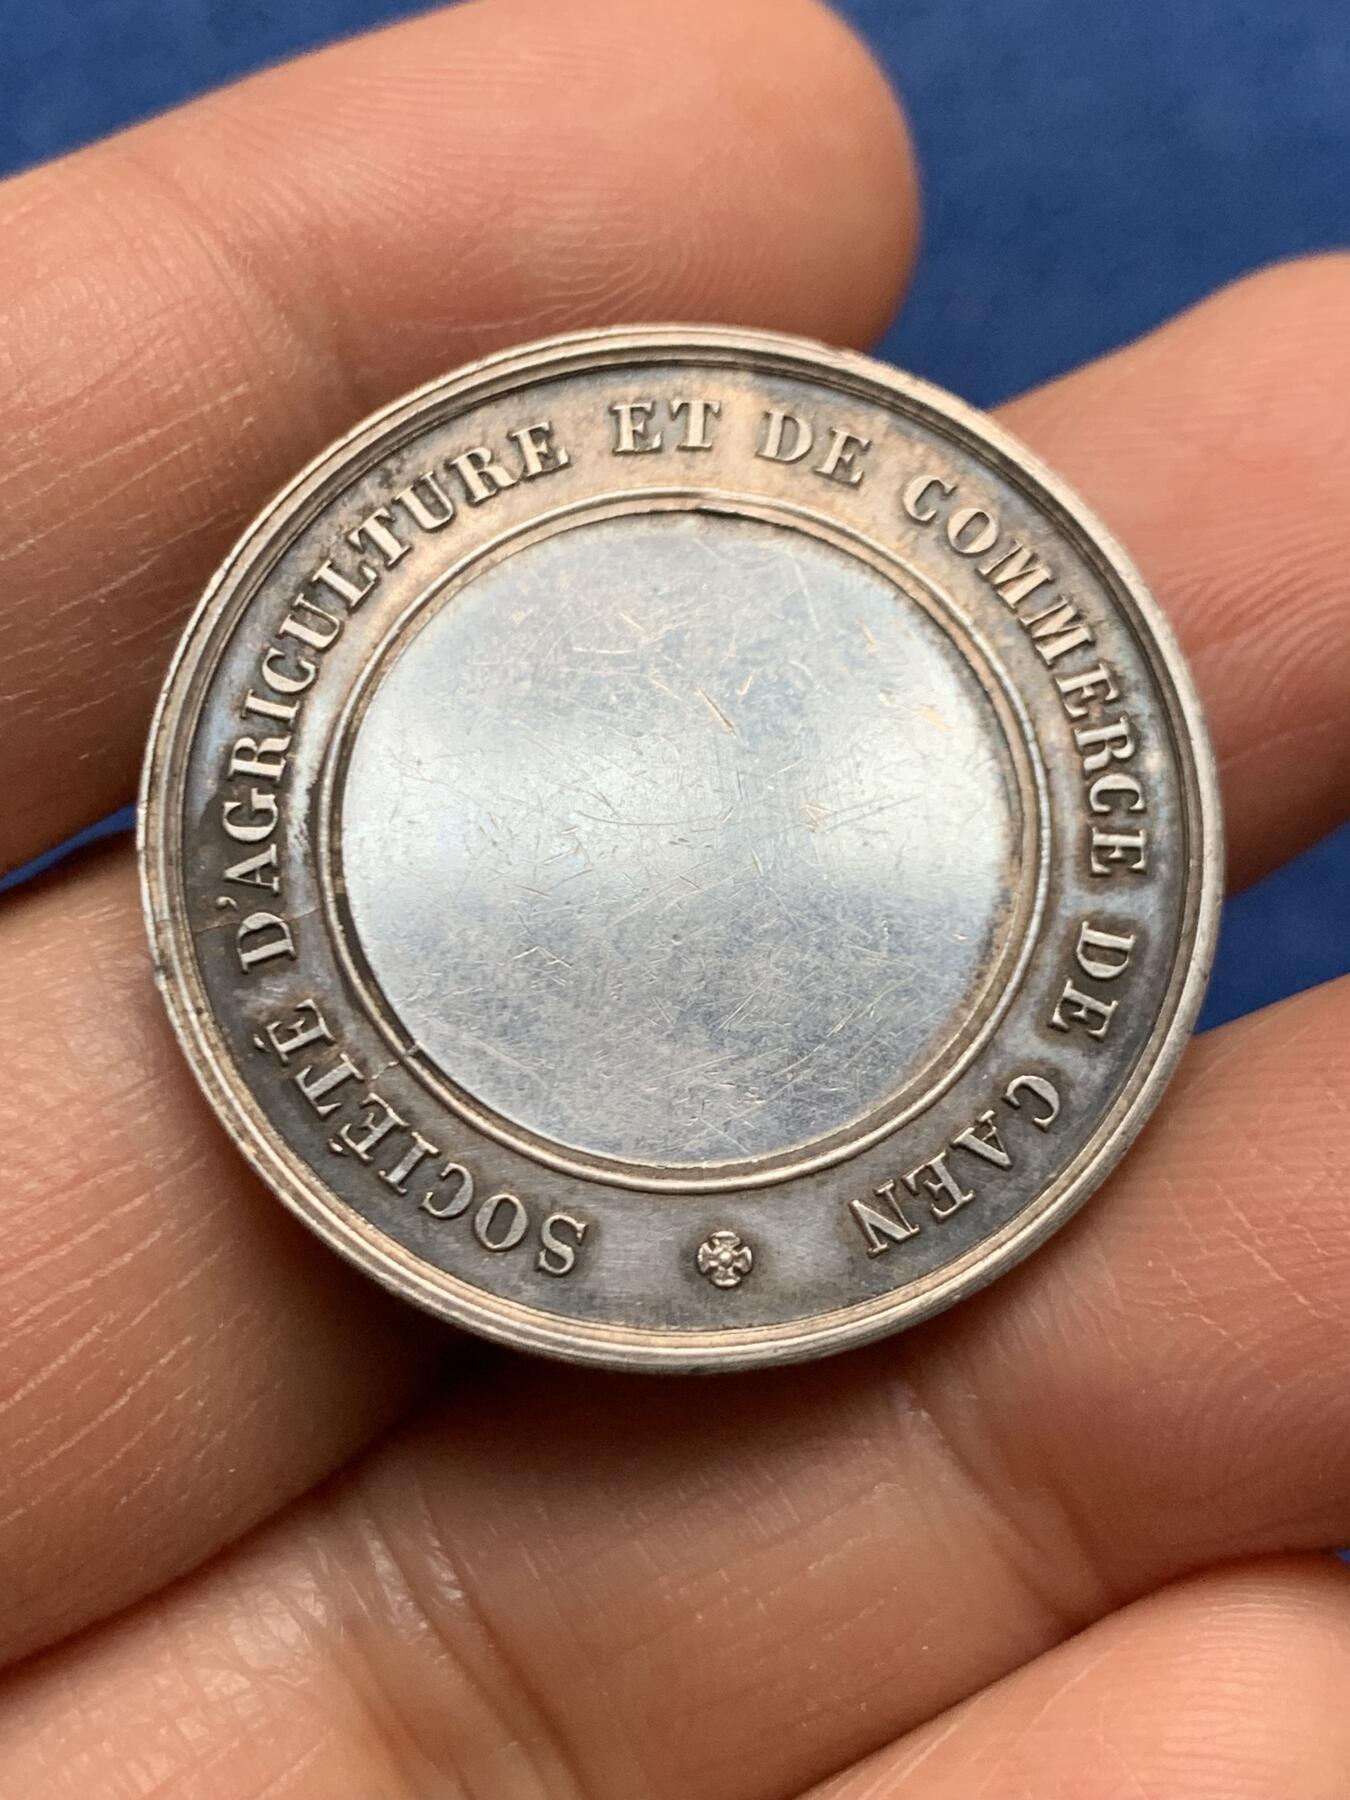 SOCIÉTÉ D'AGRICULTURE ET DE COMMERCE DE CAEN